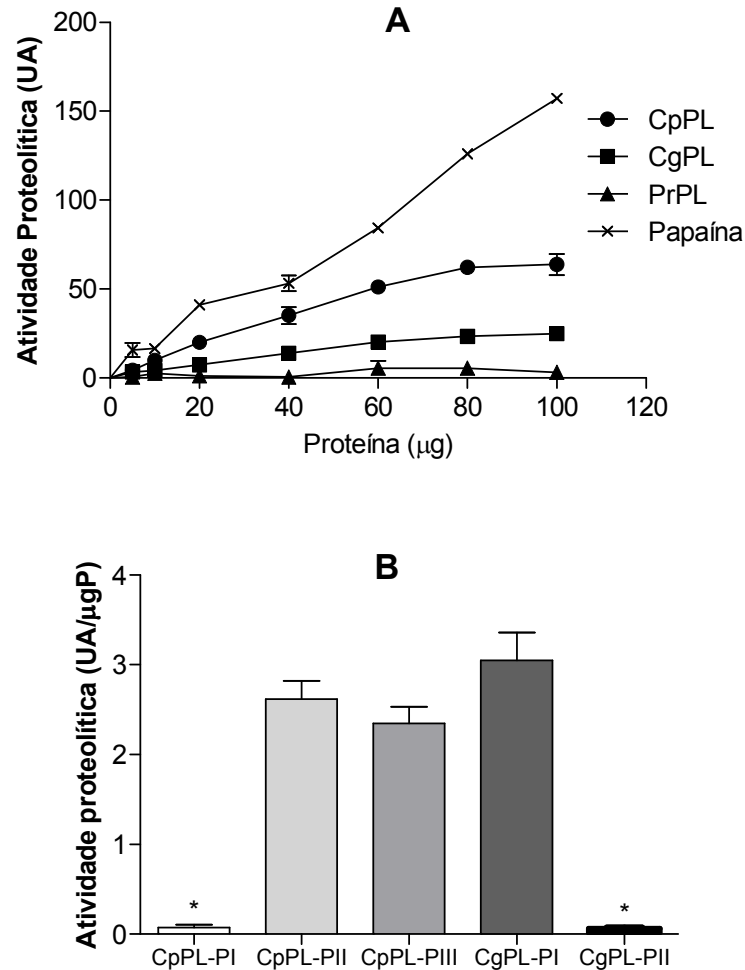 A
Atividade Proteolítica (UA)
200
150
100
50
0
0 20 40 60 80 100 120
Proteína (μg)
CpPL
CgPL
PrPL
Papaína
B
Atividade proteolítica (UA/μgP)
4
3
2
1
0
* *
CpPL-PI CpPL-PII CpPL-PIII CgPL-PI CgPL-PII